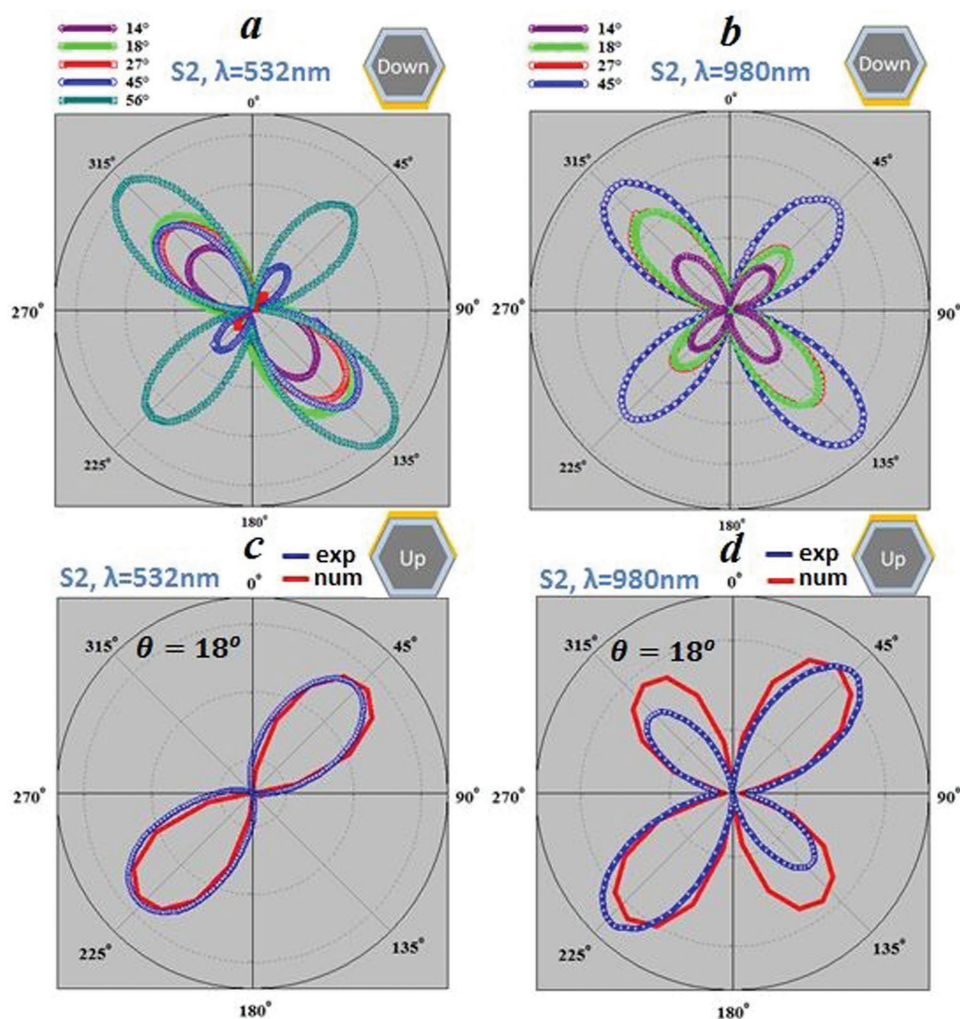 a
14°
18°
27°
45°
56°
S2, λ=532nm
Down
0°
45°
90°
135°
180°
225°
270°
315°
b
14°
18°
27°
45°
S2, λ=980nm
Down
0°
45°
90°
135°
180°
225°
270°
315°
c
exp
num
S2, λ=532nm
Up
θ = 18°
0°
45°
90°
135°
180°
225°
270°
315°
d
exp
num
S2, λ=980nm
Up
θ = 18°
0°
45°
90°
135°
180°
225°
270°
315°